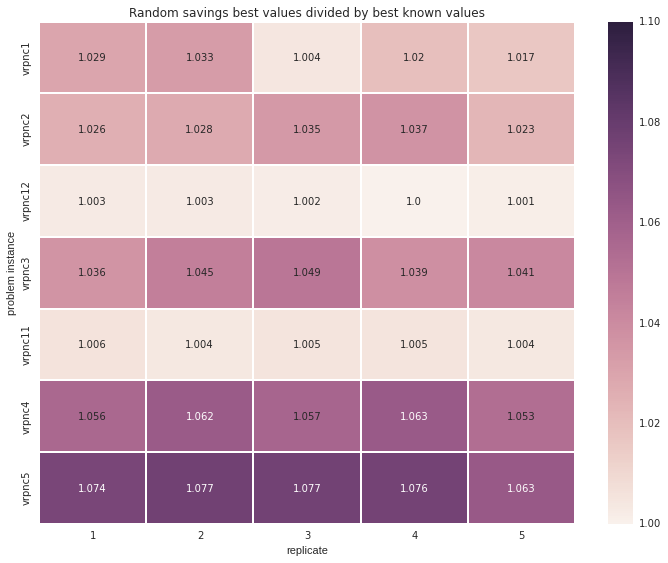 Random savings best values divided by best known values
vrpnc1 1.029 1.033 1.004 1.02 1.017
vrpnc2 1.026 1.028 1.035 1.037 1.023
vrpnc12 1.003 1.003 1.002 1.0 1.001
vrpnc3 1.036 1.045 1.049 1.039 1.041
vrpnc11 1.006 1.004 1.005 1.005 1.004
vrpnc4 1.056 1.062 1.057 1.063 1.053
vrpnc5 1.074 1.077 1.077 1.076 1.063
problem instance
1 2 3 4 5
replicate
1.10
1.08
1.06
1.04
1.02
1.00